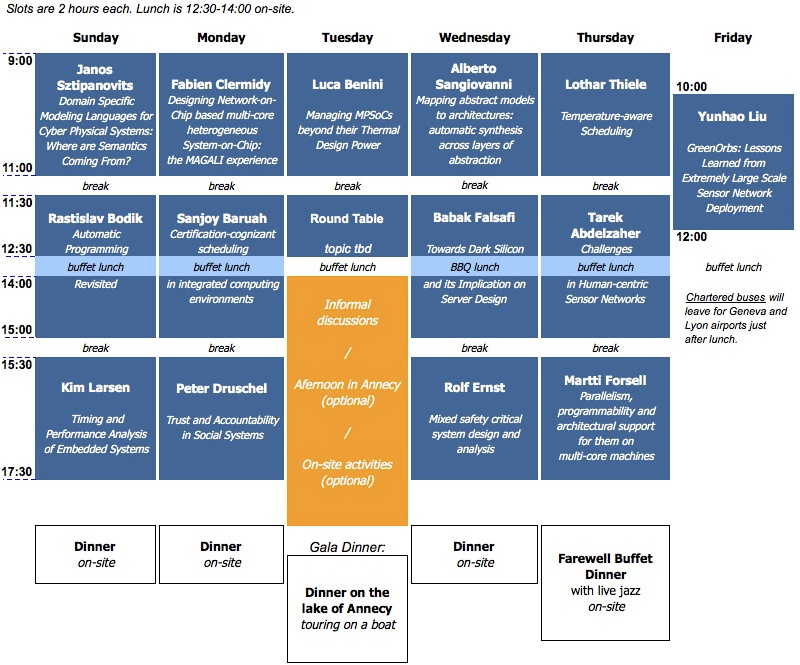 Slots are 2 hours each. Lunch is 12:30-14:00 on-site.
Sunday
Monday
Tuesday
Wednesday
Thursday
Friday
9:00
Janos
Sztipanovits
Domain Specific
Modeling Languages for
Cyber Physical Systems:
Where are Semantics
Coming From?
Fabien Clermidy
Designing Network-on-
Chip based multi-core
heterogeneous
System-on-Chip:
the MAGALI experience
Luca Benini
Managing MPSoCs
beyond their Thermal
Design Power
Alberto
Sangiovanni
Mapping abstract models
to architectures:
automatic synthesis
across layers of
abstraction
Lothar Thiele
Temperature-aware
Scheduling
10:00
Yunhao Liu
GreenOrbs: Lessons
Learned from
Extremely Large Scale
Sensor Network
Deployment
12:00
11:00
break
break
break
break
break
11:30
Rastislav Bodik
Automatic
Programming
Sanjoy Baruah
Certification-cognizant
scheduling
Round Table
topic tbd
Babak Falsafi
Towards Dark Silicon
Tarek
Abdelzaher
Challenges
12:30
buffet lunch
buffet lunch
buffet lunch
BBQ lunch
buffet lunch
buffet lunch
14:00
Revisited
in integrated computing
environments
and its Implication on
Server Design
in Human-centric
Sensor Networks
Chartered buses will
leave for Geneva and
Lyon airports just
after lunch.
Informal
discussions
/
Afernoon in Annecy
(optional)
/
On-site activities
(optional)
15:00
break
break
break
break
15:30
Kim Larsen
Timing and
Performance Analysis
of Embedded Systems
Peter Druschel
Trust and Accountability
in Social Systems
Rolf Ernst
Mixed safety critical
system design and
analysis
Martti Forsell
Parallelism,
programmability and
architectural support
for them on
multi-core machines
17:30
Dinner
on-site
Dinner
on-site
Gala Dinner:
Dinner on the
lake of Annecy
touring on a boat
Dinner
on-site
Farewell Buffet
Dinner
with live jazz
on-site